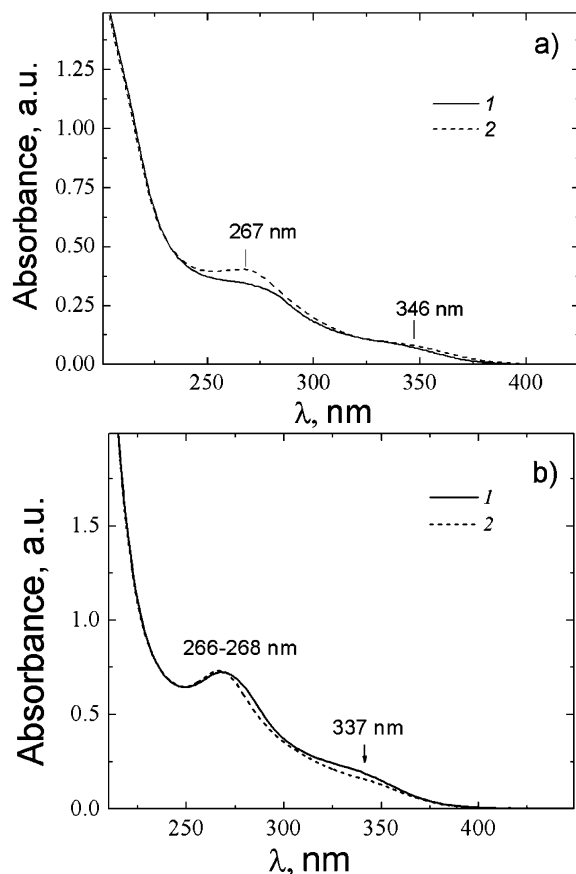 a)
1.25
1.00
0.75
0.50
0.25
0.00
Absorbance, a.u.
1
2
267 nm
346 nm
250 300 350 400
λ, nm
b)
1.5
1.0
0.5
0.0
Absorbance, a.u.
1
2
266-268 nm
337 nm
250 300 350 400
λ, nm